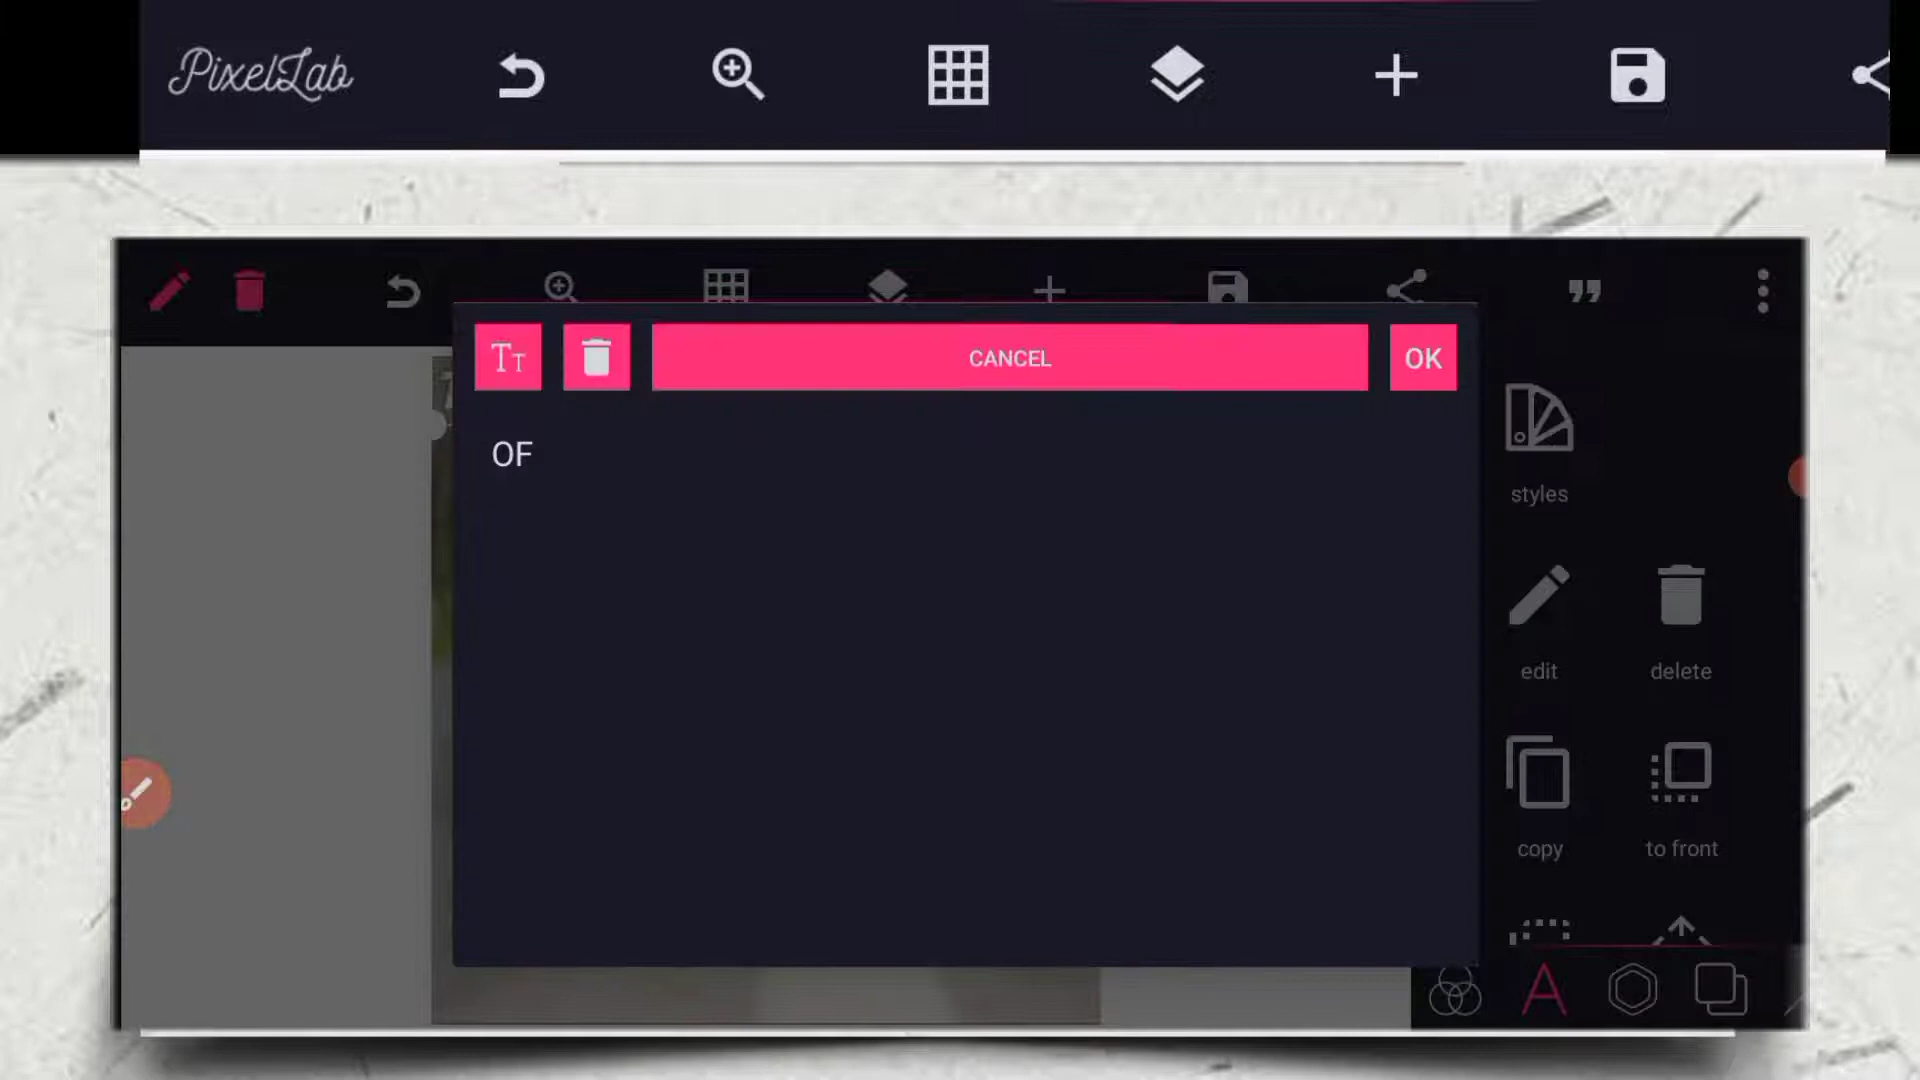 PixelLab
CANCEL
OK
OF
styles
edit
delete
copy
to front